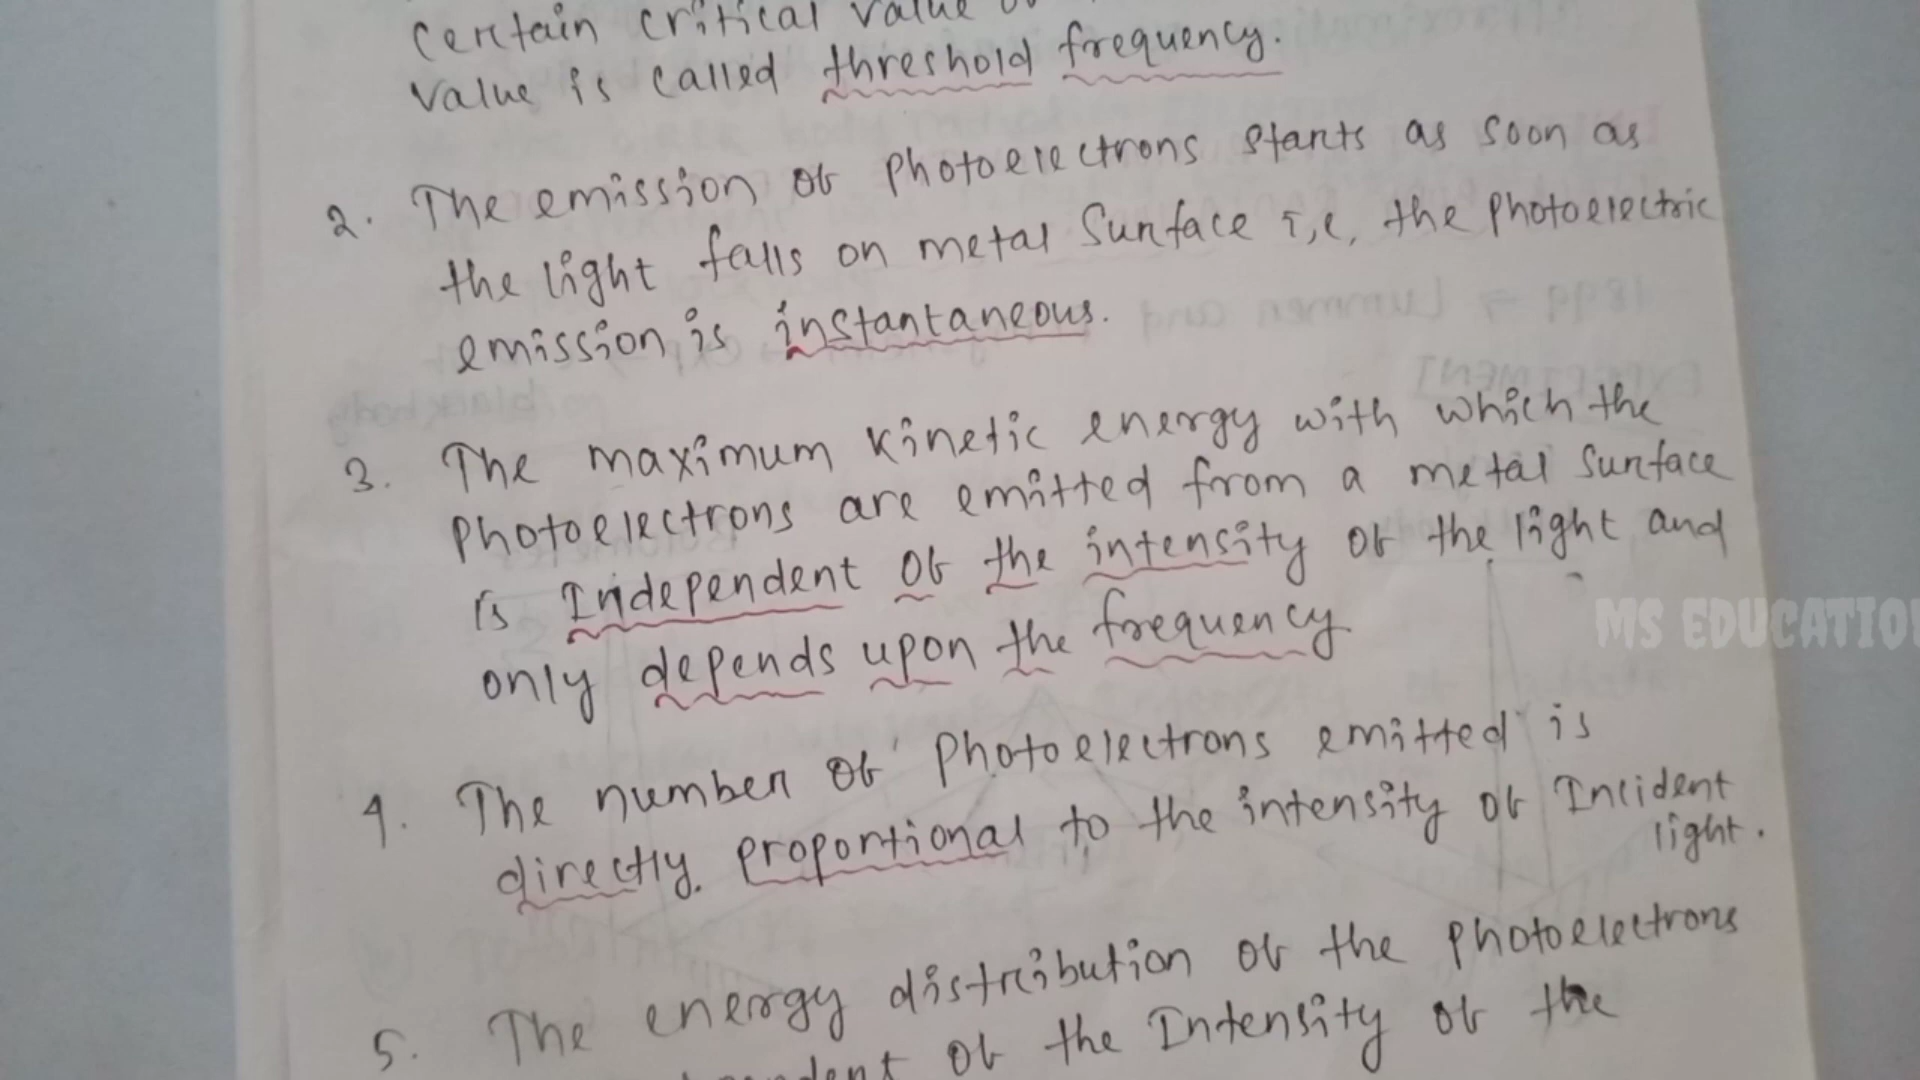 certain critical value
value is called threshold frequency.
2. The emission of photoelectrons starts as soon as
the light falls on metal surface i,e, the photoelectric
emission is instantaneous.
3. The maximum kinetic energy with which the
photoelectrons are emitted from a metal surface
is Independent of the intensity of the light and
only depends upon the frequency
4. The number of photoelectrons emitted is
directly proportional to the intensity of Incident
light.
5. The energy distribution of the photoelectrons
of the Intensity of the
MS EDUCATIO